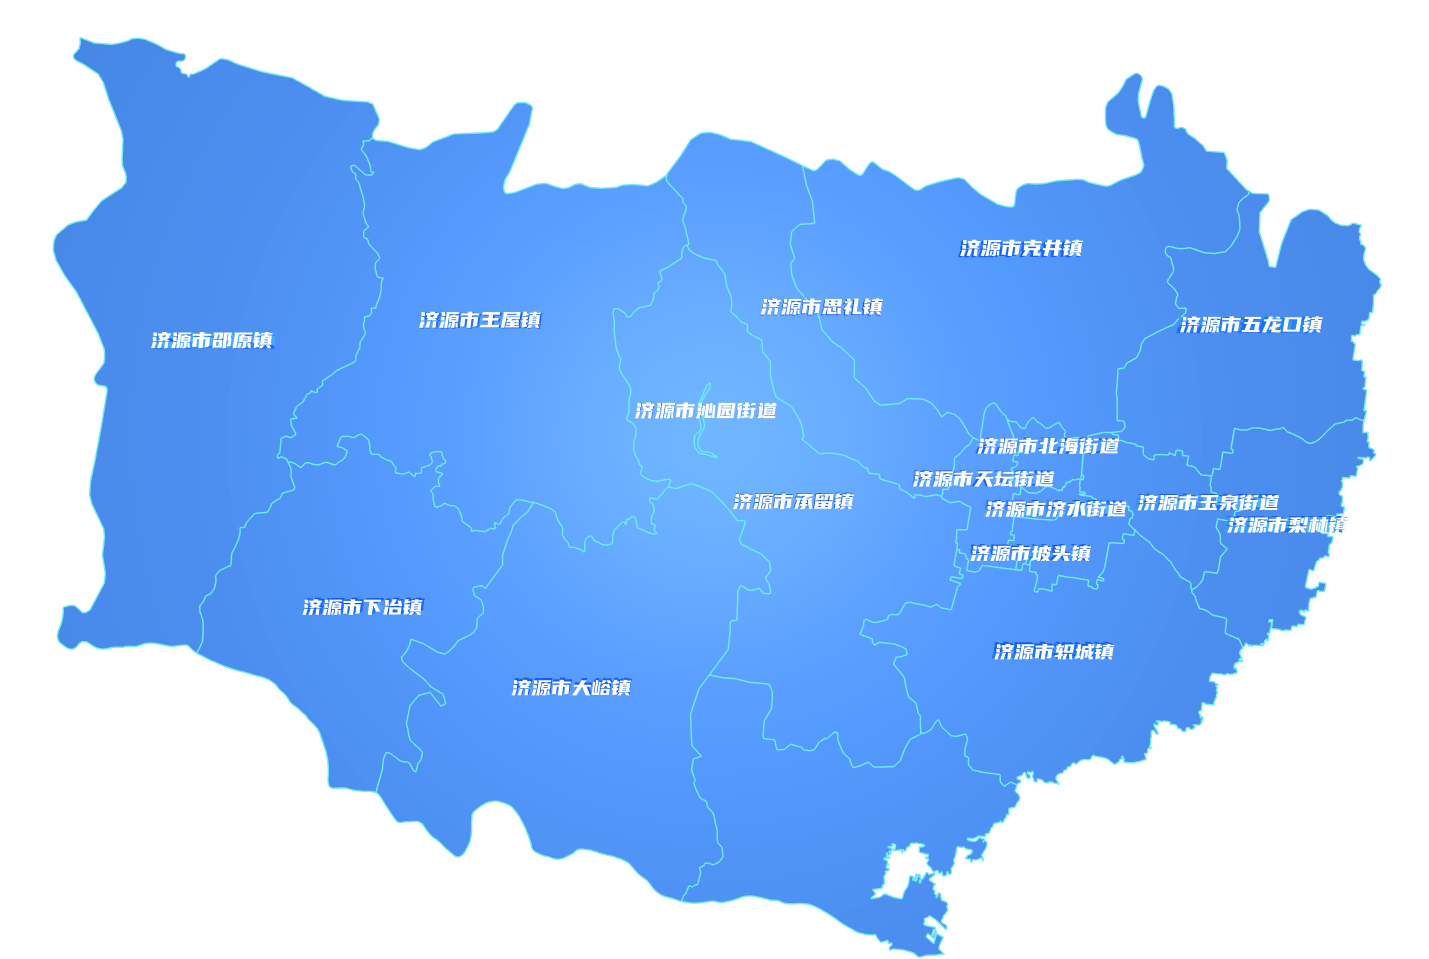 济源市克井镇
济源市思礼镇
济源市王屋镇
济源市五龙口镇
济源市邵原镇
济源市沁园街道
济源市北海街道
济源市天坛街道
济源市承留镇
济源市玉泉街道
济源市济水街道
济源市梨林镇
济源市坡头镇
济源市下冶镇
济源市轵城镇
济源市大峪镇